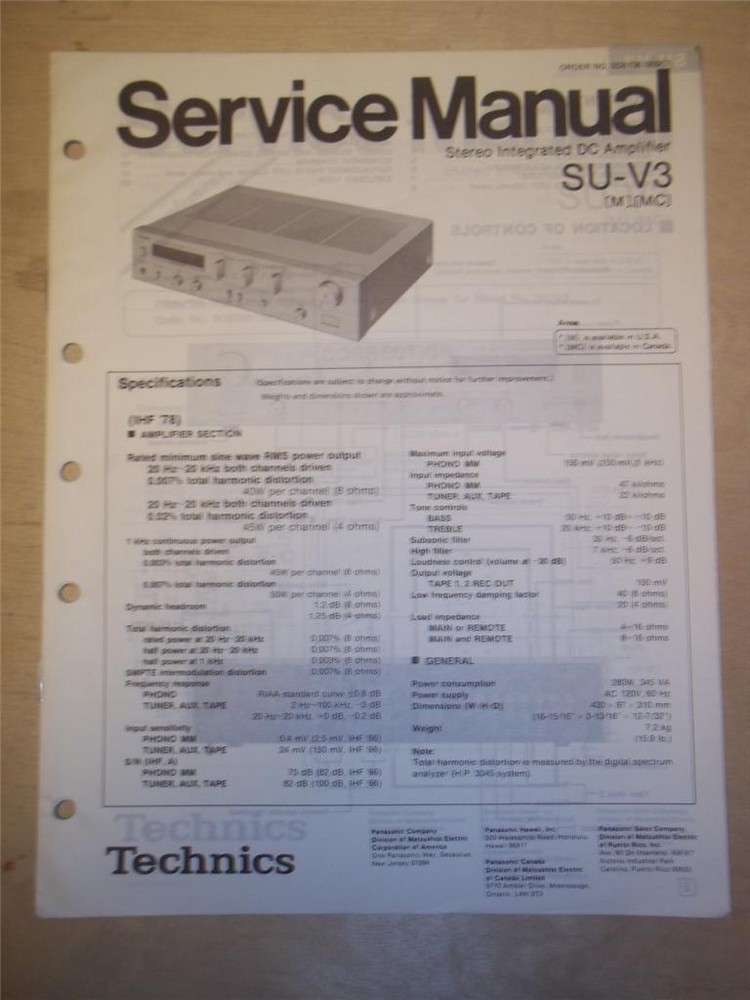 Service Manual
Stereo Integrated DC Amplifier
SU-V3
[M],[MC]
LOCATION OF CONTROLS
Area
* [M] is available in U.S.A.
* [MC] is available in Canada.
Specifications (Specifications are subject to change without notice for further improvement.)
Weights and dimensions shown are approximate.
(IHF '78)
■ AMPLIFIER SECTION
Rated minimum sine wave RMS power output
20 Hz~20 kHz both channels driven
0.007% total harmonic distortion
40W per channel (8 ohms)
20 Hz~20 kHz both channels driven
0.02% total harmonic distortion
45W per channel (4 ohms)
1 kHz continuous power output
both channels driven
total harmonic distortion
45W per channel (8 ohms)
0.007% total harmonic distortion
per channel (4 ohms)
Dynamic headroom 1.2 dB (8 ohms)
1.25 dB (4 ohms)
Total harmonic distortion
rated power at 20 Hz~20 kHz 0.007% (8 ohms)
half power at 20 Hz~20 kHz 0.007% (8 ohms)
half power at 1 kHz 0.003% (8 ohms)
SMPTE intermodulation distortion 0.007% (8 ohms)
Frequency response
PHONO RIAA standard curve ±0.8 dB
TUNER, AUX, TAPE 2 Hz~100 kHz, -3 dB
20 Hz~20 kHz, +0 dB, -0.2 dB
Input sensitivity
PHONO MM 0.4 mV (2.5 mV, IHF '66)
TUNER, AUX, TAPE 24 mV (150 mV, IHF '66)
S/N (IHF, A)
PHONO MM 75 dB (82 dB, IHF '66)
TUNER, AUX, TAPE 82 dB (100 dB, IHF '66)
Maximum input voltage
PHONO MM 150 mV
Input impedance
PHONO MM 47 kilohms
TUNER, AUX, TAPE 22 kilohms
Tone controls
BASS 50 Hz, +10 dB~-10 dB
TREBLE 20 kHz, +10 dB~-10 dB
Subsonic filter 20 Hz, -6 dB/oct.
High filter 7 kHz, -6 dB/oct.
Loudness control (volume at -30 dB) 50 Hz, +9 dB
Output voltage
TAPE 1, 2 REC OUT 150 mV
Low frequency damping factor 40 (8 ohms)
20 (4 ohms)
Load impedance
MAIN or REMOTE 4~16 ohms
MAIN and REMOTE 8~16 ohms
■ GENERAL
Power consumption 280W, 345 VA
Power supply AC 120V, 60 Hz
Dimensions (W×H×D) 430 × 97 × 310 mm
(16-15/16" × 3-13/16" × 12-7/32")
Weight 7.2 kg
(15.9 lb.)
Note:
Total harmonic distortion is measured by the digital spectrum
analyzer (H.P. 3045 system).
Technics
Panasonic Company
Division of Matsushita Electric
Corporation of America
One Panasonic Way, Secaucus,
New Jersey 07094
Panasonic Hawaii, Inc.
Honolulu,
Hawaii 96817
Panasonic Canada
Division of Matsushita Electric
of Canada Limited
5770 Ambler Drive, Mississauga,
Ontario, L4W 2T3
Panasonic Sales Company,
Division of Matsushita Electric
of Puerto Rico, Inc.
Victoria Industrial Park
Carolina, Puerto Rico